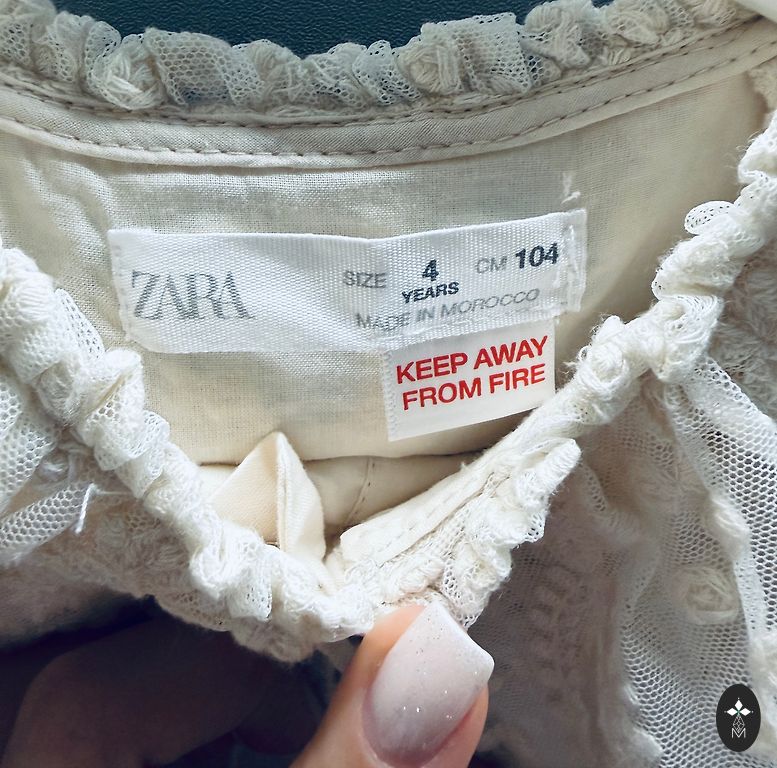 ZARA
SIZE 4 YEARS CM 104
MADE IN MOROCCO
KEEP AWAY
FROM FIRE
M